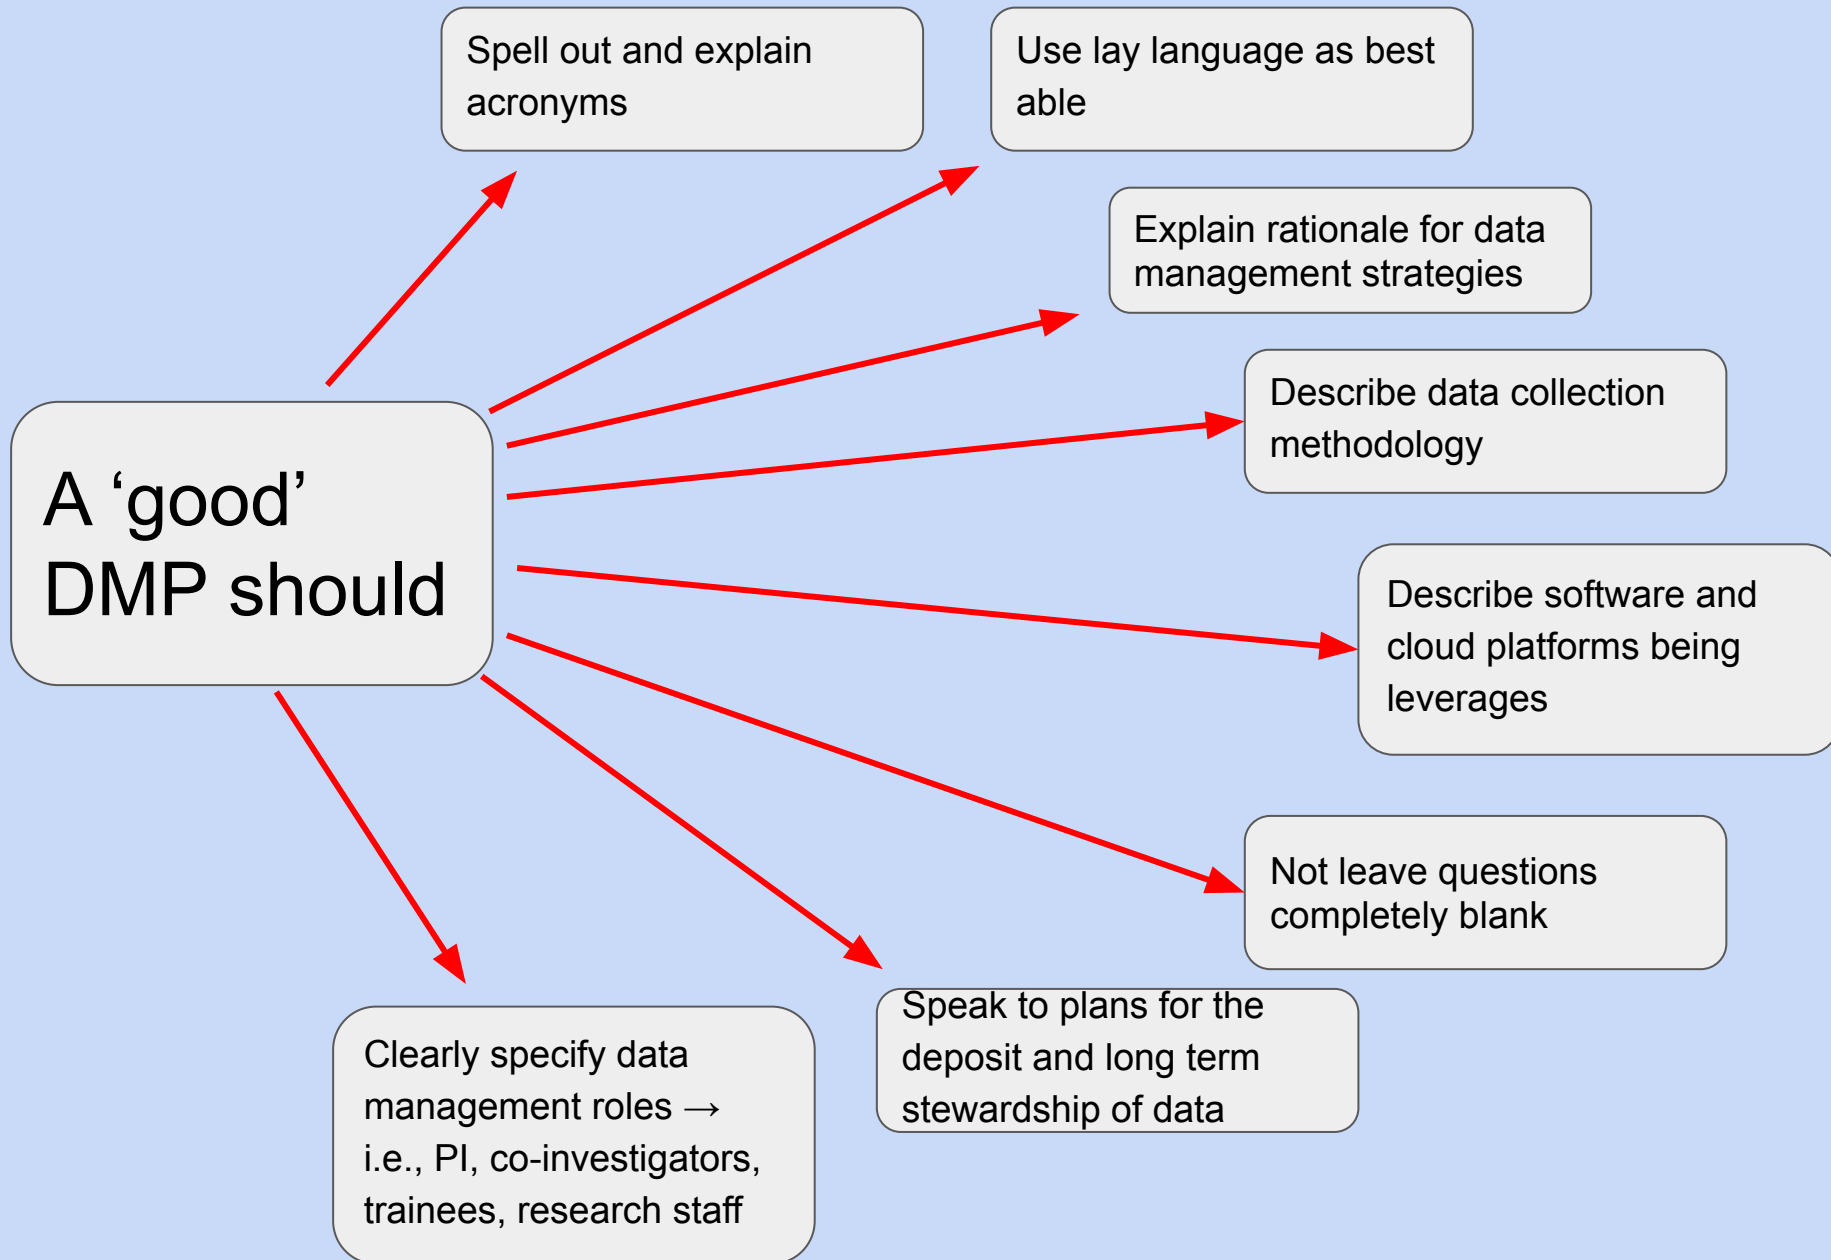 Spell out and explain
acronyms
Use lay language as best
able
Explain rationale for data
management strategies
Describe data collection
methodology
A ‘good’
DMP should
Describe software and
cloud platforms being
leverages
Not leave questions
completely blank
Speak to plans for the
deposit and long term
stewardship of data
Clearly specify data
management roles →
i.e., PI, co-investigators,
trainees, research staff